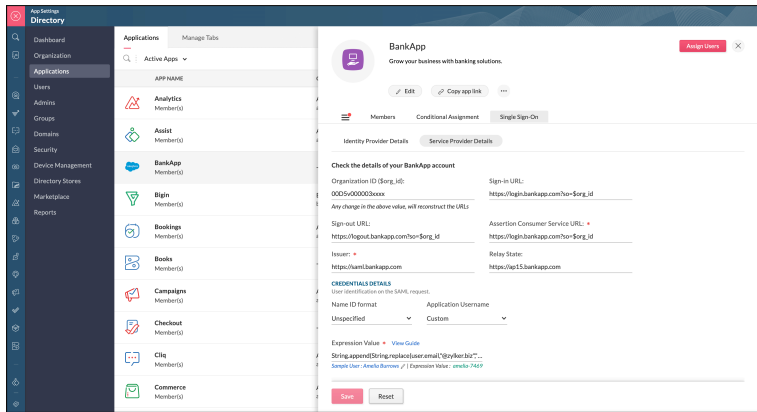 App Settings
Directory
Dashboard
Organization
Applications
Users
Admins
Groups
Domains
Security
Device Management
Directory Stores
Marketplace
Reports
Applications
Manage Tabs
Active Apps
APP NAME
Analytics
Member(s)
Assist
Member(s)
BankApp
Member(s)
Bigin
Member(s)
Bookings
Member(s)
Books
Member(s)
Campaigns
Member(s)
Checkout
Member(s)
Cliq
Member(s)
Commerce
Member(s)
BankApp
Grow your business with banking solutions.
Assign Users
Edit
Copy app link
Members
Conditional Assignment
Single Sign-On
Identity Provider Details
Service Provider Details
Check the details of your BankApp account
Organization ID ($org_id):
00D5v000003xxxx
Any change in the above value, will reconstruct the URLs
Sign-in URL:
https://login.bankapp.com?so=$org_id
Sign-out URL:
https://logout.bankapp.com?so=$org_id
Assertion Consumer Service URL: *
https://login.bankapp.com?so=$org_id
Issuer: *
https://saml.bankapp.com
Relay State:
https://ap15.bankapp.com
CREDENTIALS DETAILS
User identification on the SAML request.
Name ID format
Unspecified
Application Username
Custom
Expression Value * View Guide
String.append(String.replace(user.email,"@zylker.biz","...
Sample User : Amelia Burrows | Expression Value : amelia-7469
Save
Reset